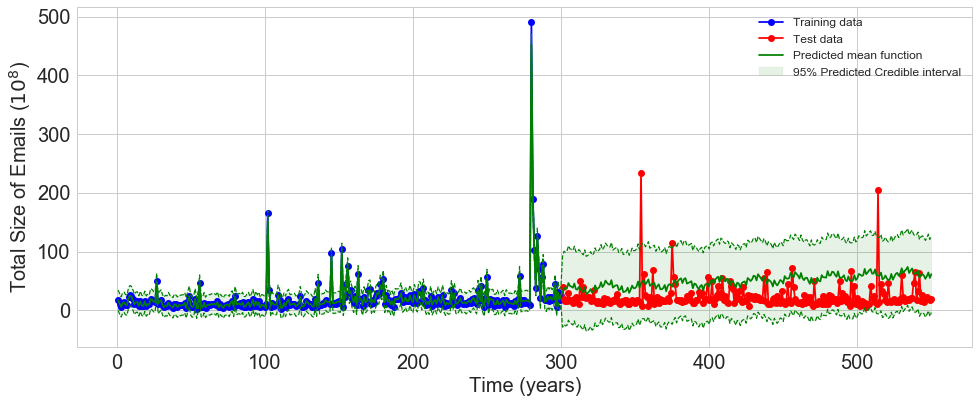 500
400
300
200
100
0
Total Size of Emails (10⁸)
0 100 200 300 400 500
Time (years)
Training data
Test data
Predicted mean function
95% Predicted Credible interval